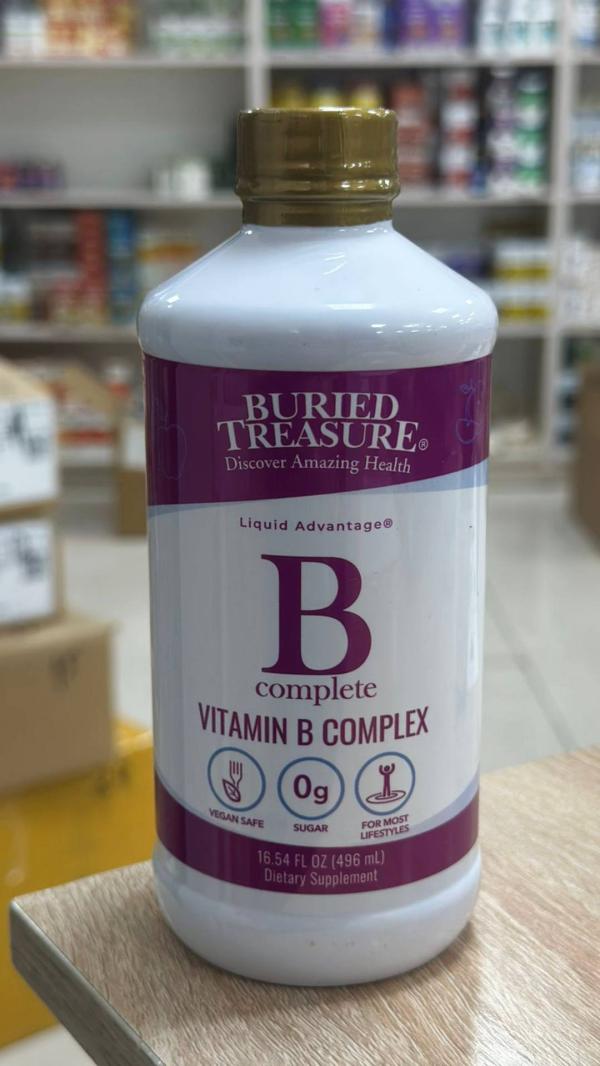 BURIED
TREASURE®
Discover Amazing Health
Liquid Advantage®
B
complete
VITAMIN B COMPLEX
VEGAN SAFE
0g
SUGAR
FOR MOST
LIFESTYLES
16.54 FL OZ (496 mL)
Dietary Supplement